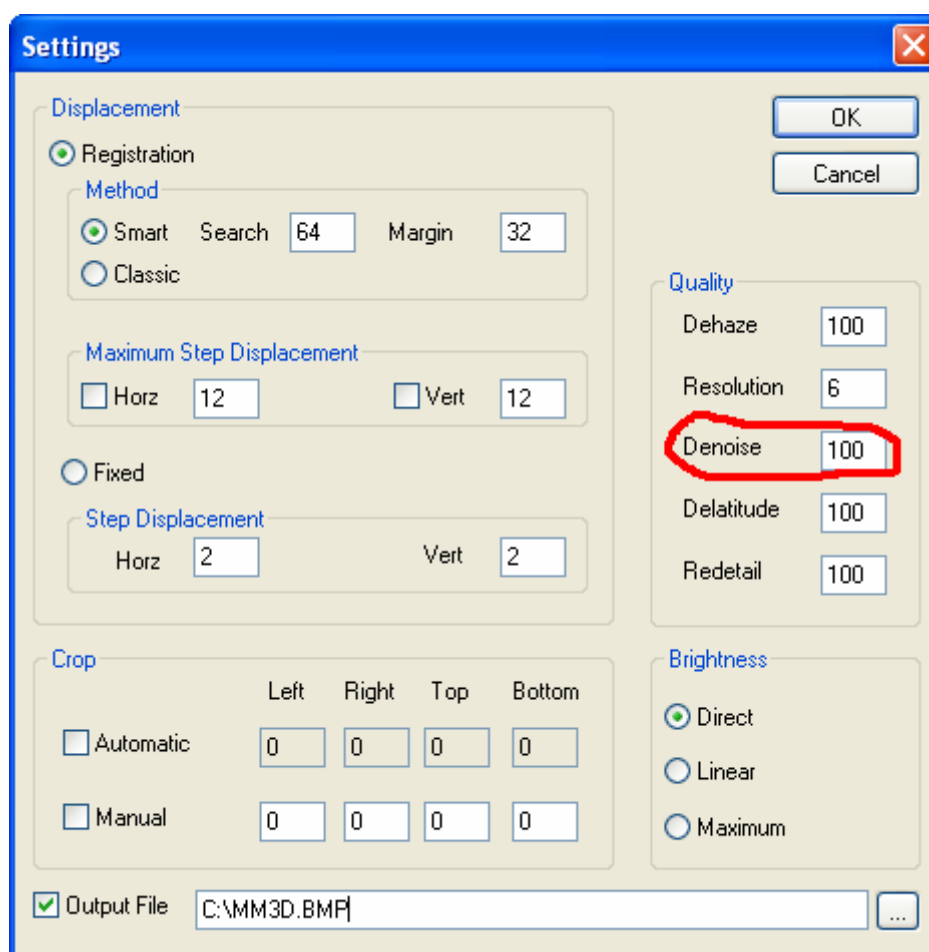 Settings
Displacement
OK
Registration
Cancel
Method
Smart Search 64 Margin 32
Classic
Quality
Dehaze 100
Maximum Step Displacement
Horz 12 Vert 12
Resolution 6
Denoise 100
Fixed
Step Displacement
Horz 2 Vert 2
Delatitude 100
Redetail 100
Crop
Left Right Top Bottom
Automatic 0 0 0 0
Manual 0 0 0 0
Brightness
Direct
Linear
Maximum
Output File C:\MM3D.BMP ...